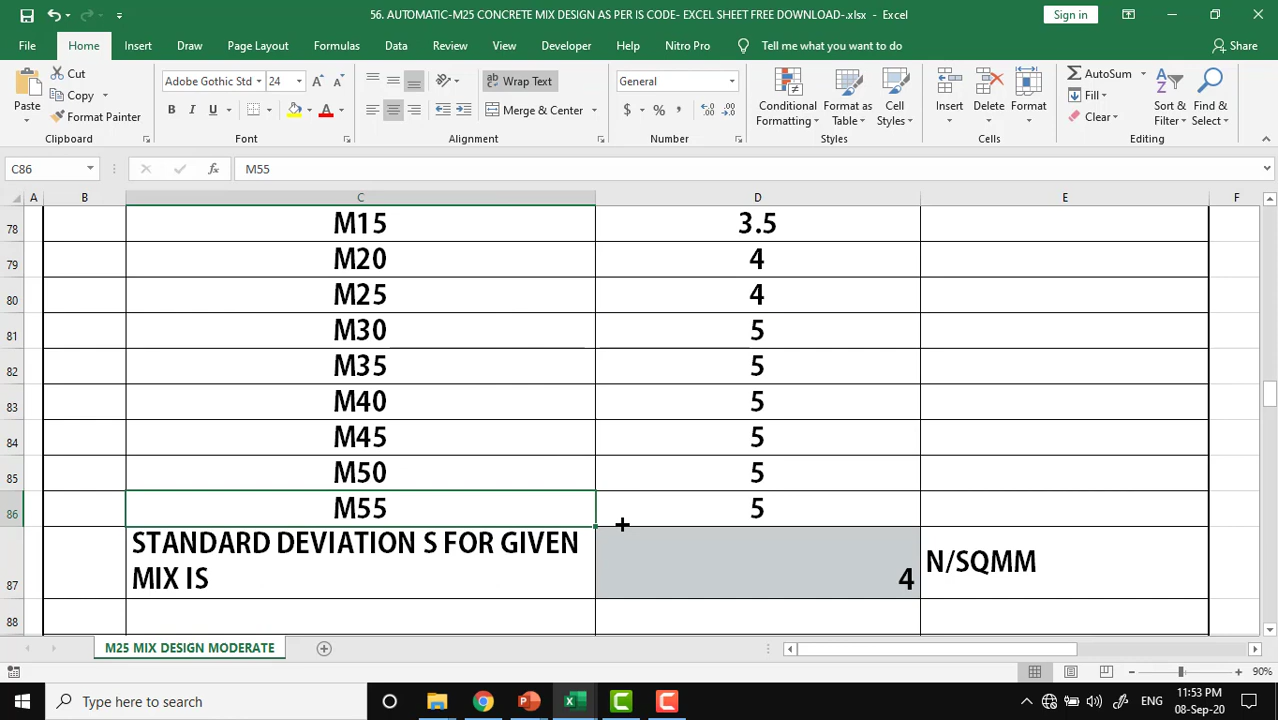 56. AUTOMATIC-M25 CONCRETE MIX DESIGN AS PER IS CODE- EXCEL SHEET FREE DOWNLOAD-.xlsx - Excel
Sign in
File Home Insert Draw Page Layout Formulas Data Review View Developer Help Nitro Pro Tell me what you want to do Share
Paste
Cut
Copy
Format Painter
Clipboard
Adobe Gothic Std 24
B I U
Font
Wrap Text
Merge & Center
Alignment
General
$ % ,
Number
Conditional Formatting
Format as Table
Cell Styles
Styles
Insert
Delete
Format
Cells
AutoSum
Fill
Clear
Sort & Filter
Find & Select
Editing
C86 fx M55
A B C D E F
78 M15 3.5
79 M20 4
80 M25 4
81 M30 5
82 M35 5
83 M40 5
84 M45 5
85 M50 5
86 M55 5
87 STANDARD DEVIATION S FOR GIVEN
MIX IS 4 N/SQMM
88
M25 MIX DESIGN MODERATE
90%
Type here to search
ENG
11:53 PM
08-Sep-20